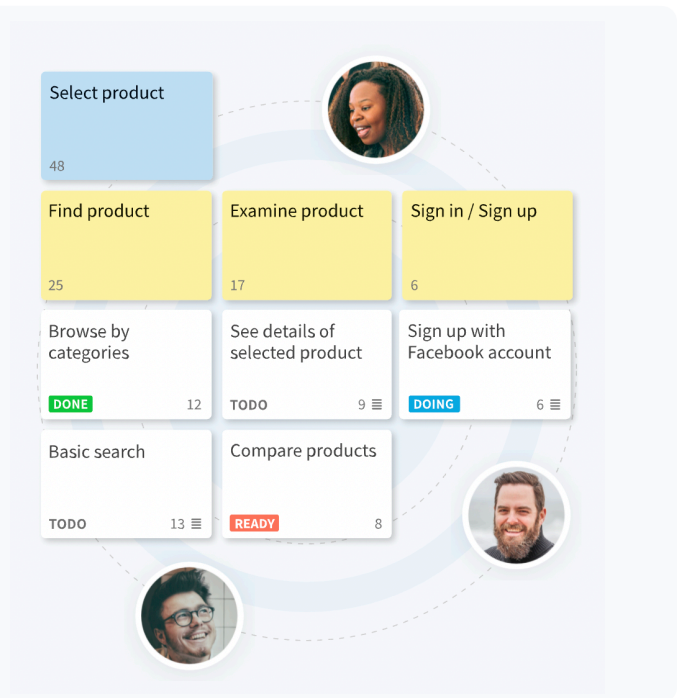 Select product
48
Find product
25
Examine product
17
Sign in / Sign up
6
Browse by
categories
DONE 12
See details of
selected product
TODO 9
Sign up with
Facebook account
DOING 6
Basic search
TODO 13
Compare products
READY 8